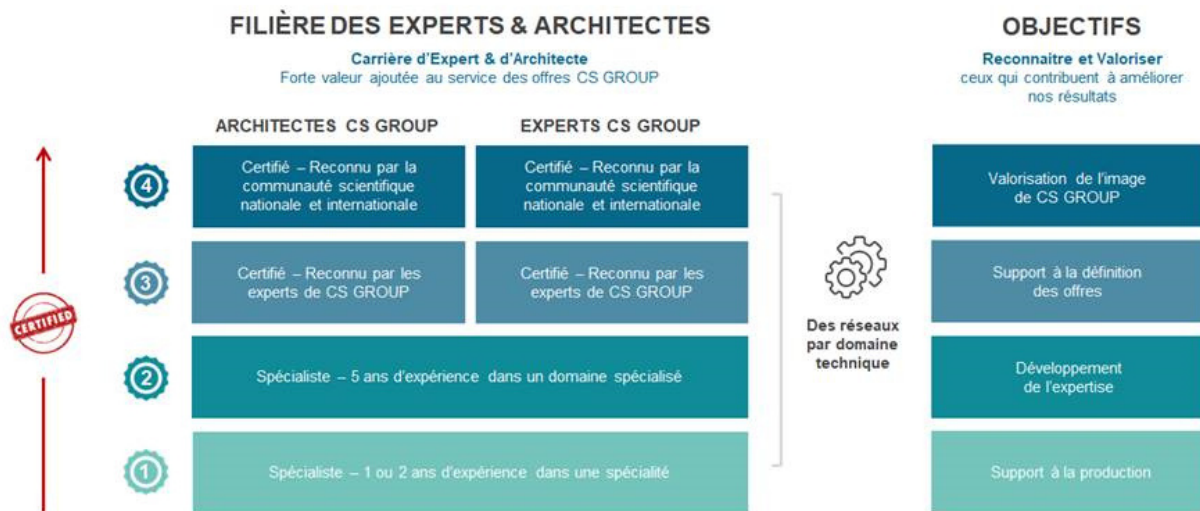 FILIÈRE DES EXPERTS & ARCHITECTES
Carrière d'Expert & d'Architecte
Forte valeur ajoutée au service des offres CS GROUP
OBJECTIFS
Reconnaitre et Valoriser
ceux qui contribuent à améliorer
nos résultats
ARCHITECTES CS GROUP
EXPERTS CS GROUP
4
Certifié – Reconnu par la
communauté scientifique
nationale et internationale
Certifié – Reconnu par la
communauté scientifique
nationale et internationale
Valorisation de l'image
de CS GROUP
3
Certifié – Reconnu par les
experts de CS GROUP
Certifié – Reconnu par les
experts de CS GROUP
Support à la définition
des offres
CERTIFIED
Des réseaux
par domaine
technique
2
Spécialiste – 5 ans d'expérience dans un domaine spécialisé
Développement
de l'expertise
1
Spécialiste – 1 ou 2 ans d'expérience dans une spécialité
Support à la production